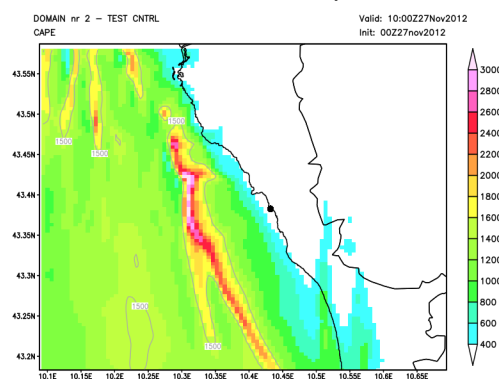 DOMAIN nr 2 - TEST CNTRL
Valid: 10:00Z27Nov2012
CAPE
Init: 00Z27nov2012
43.55N
43.5N
43.45N
43.4N
43.35N
43.3N
43.25N
43.2N
1500
1500
1500
1500
1500
10.1E 10.15E 10.2E 10.25E 10.3E 10.35E 10.4E 10.45E 10.5E 10.55E 10.6E 10.65E
3000
2800
2600
2400
2200
2000
1800
1600
1400
1200
1000
800
600
400